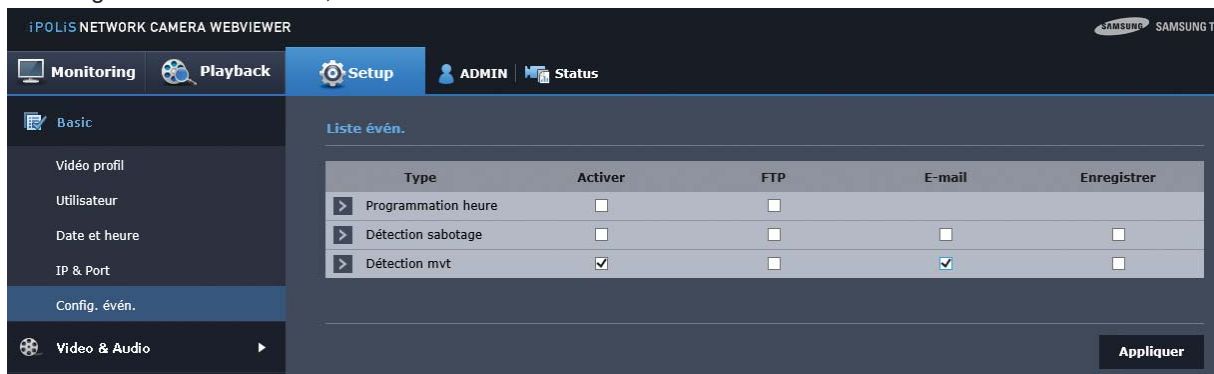 iPOLiS NETWORK CAMERA WEBVIEWER
SAMSUNG SAMSUNG T
Monitoring Playback Setup ADMIN Status
Basic
Vidéo profil
Utilisateur
Date et heure
IP & Port
Config. évén.
Video & Audio
Liste évén.
Type Activer FTP E-mail Enregistrer
Programmation heure
Détection sabotage
Détection mvt
Appliquer